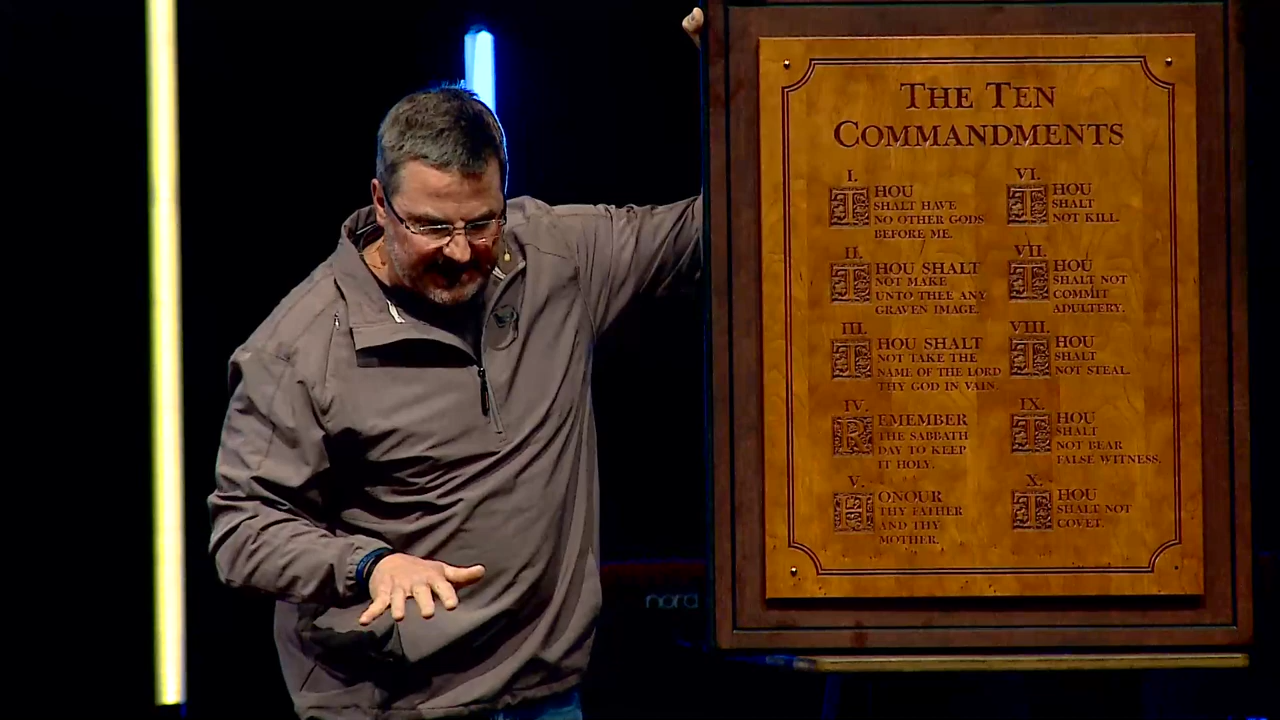 THE TEN
COMMANDMENTS
I.
THOU
SHALT HAVE
NO OTHER GODS
BEFORE ME.
II.
THOU SHALT
NOT MAKE
UNTO THEE ANY
GRAVEN IMAGE.
III.
THOU SHALT
NOT TAKE THE
NAME OF THE LORD
THY GOD IN VAIN.
IV.
REMEMBER
THE SABBATH
DAY TO KEEP
IT HOLY.
V.
HONOUR
THY FATHER
AND THY
MOTHER.
VI.
THOU
SHALT
NOT KILL.
VII.
THOU
SHALT NOT
COMMIT
ADULTERY.
VIII.
THOU
SHALT
NOT STEAL.
IX.
THOU
SHALT
NOT BEAR
FALSE WITNESS.
X.
THOU
SHALT NOT
COVET.
nord